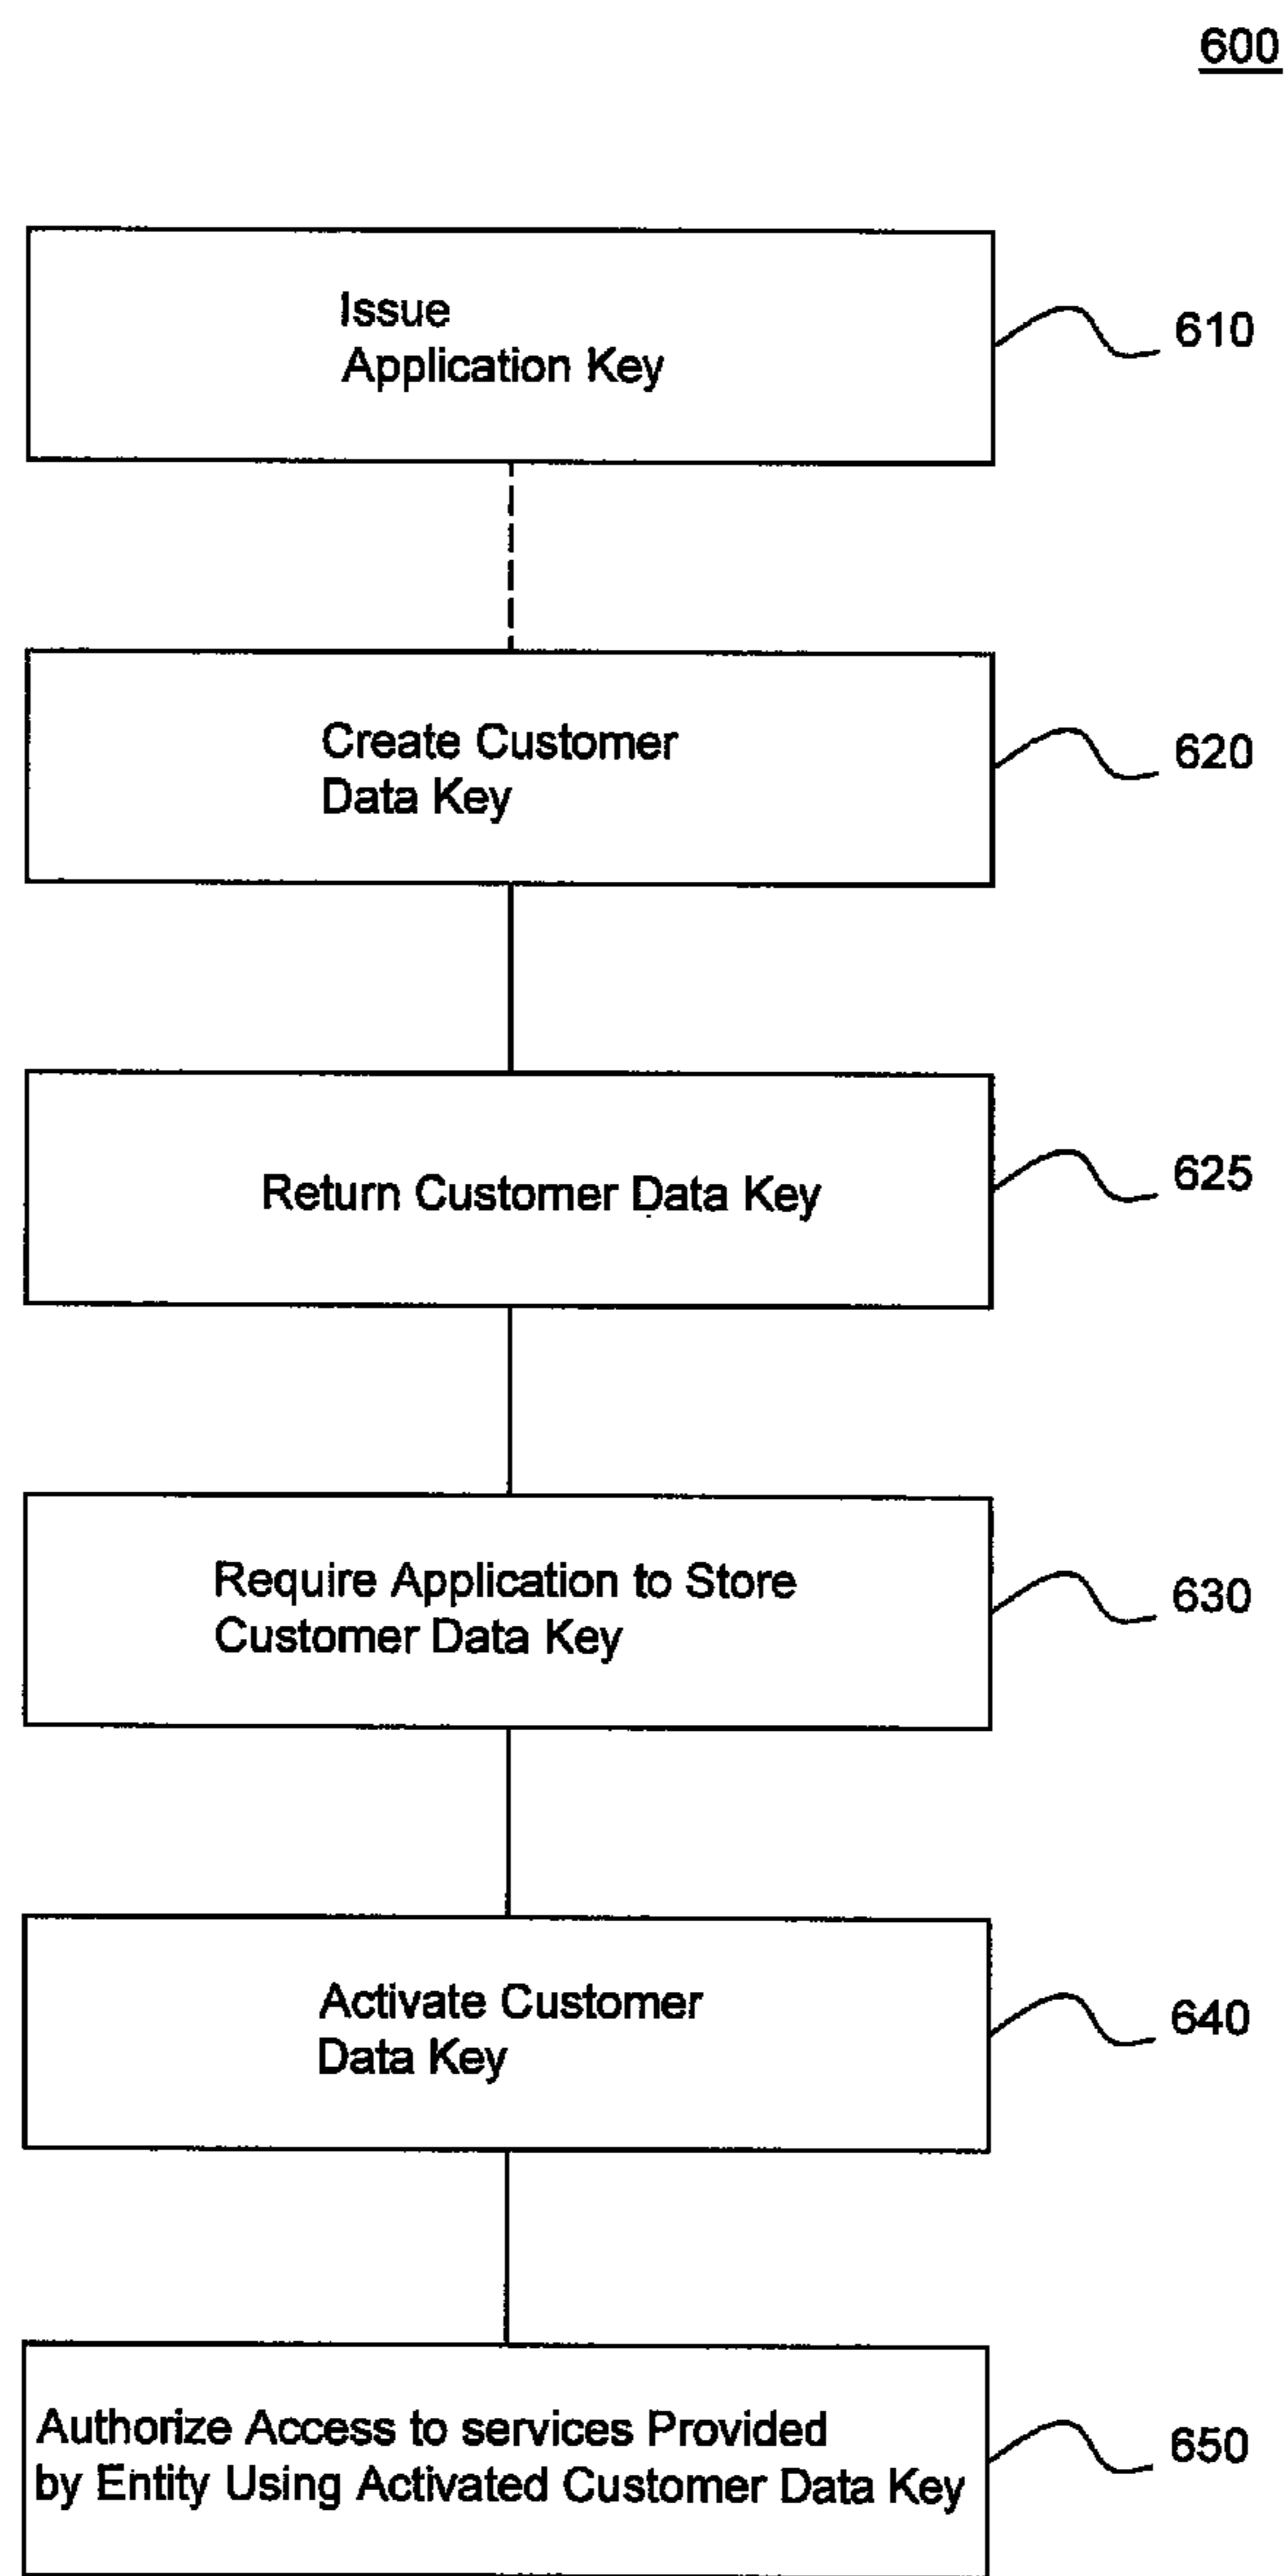 600
Issue
Application Key
610
Create Customer
Data Key
620
Return Customer Data Key
625
Require Application to Store
Customer Data Key
630
Activate Customer
Data Key
640
Authorize Access to services Provided
by Entity Using Activated Customer Data Key
650